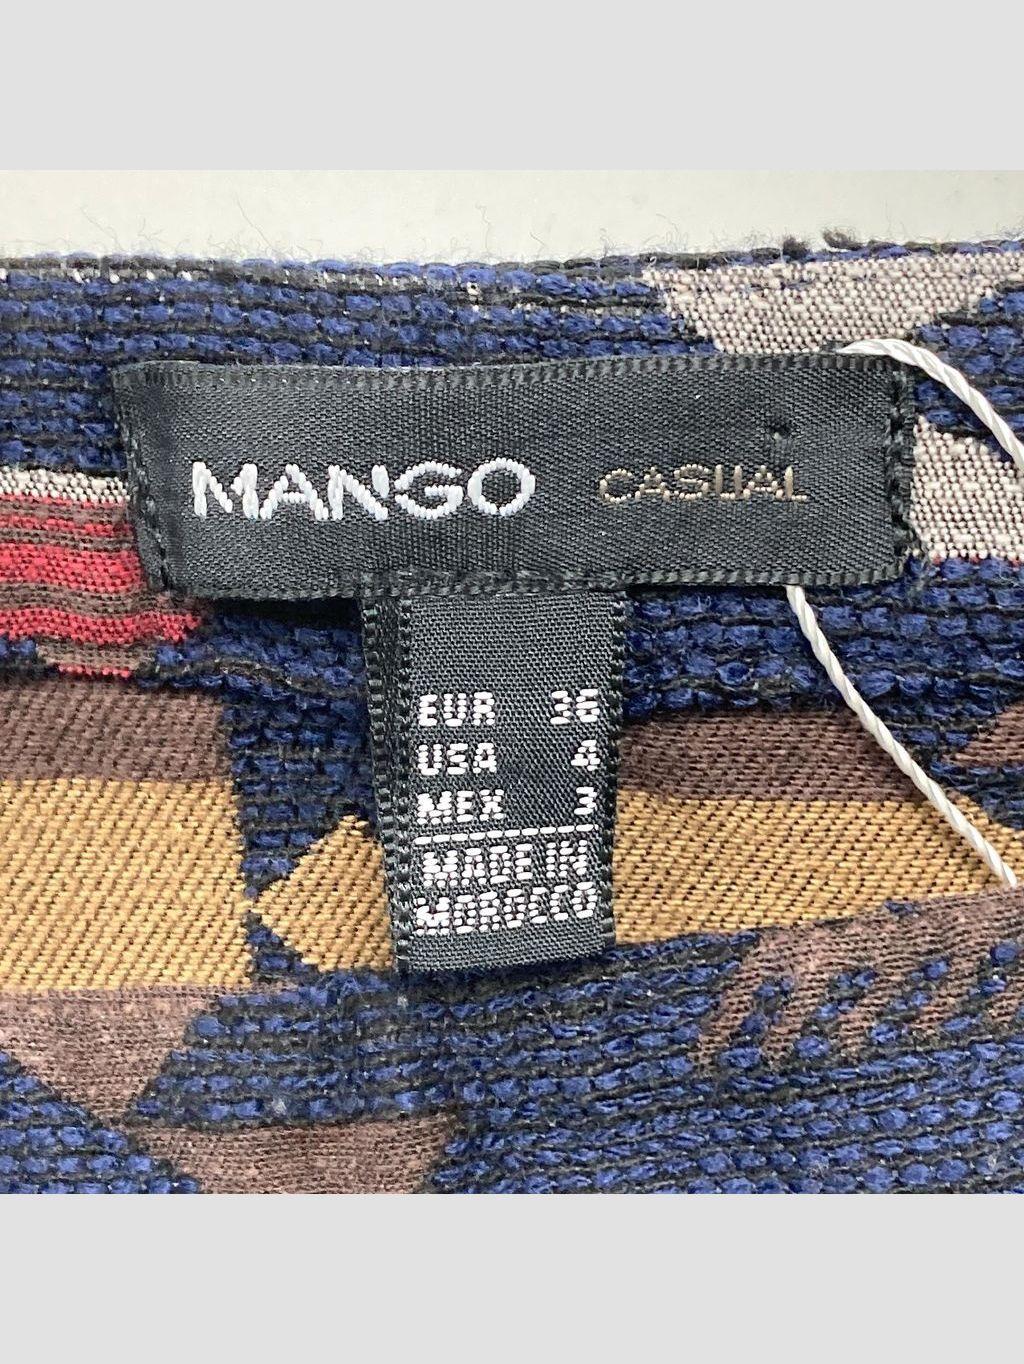 MANGO CASUAL
EUR 36
USA 4
MEX 3
MADE IN
MOROCCO